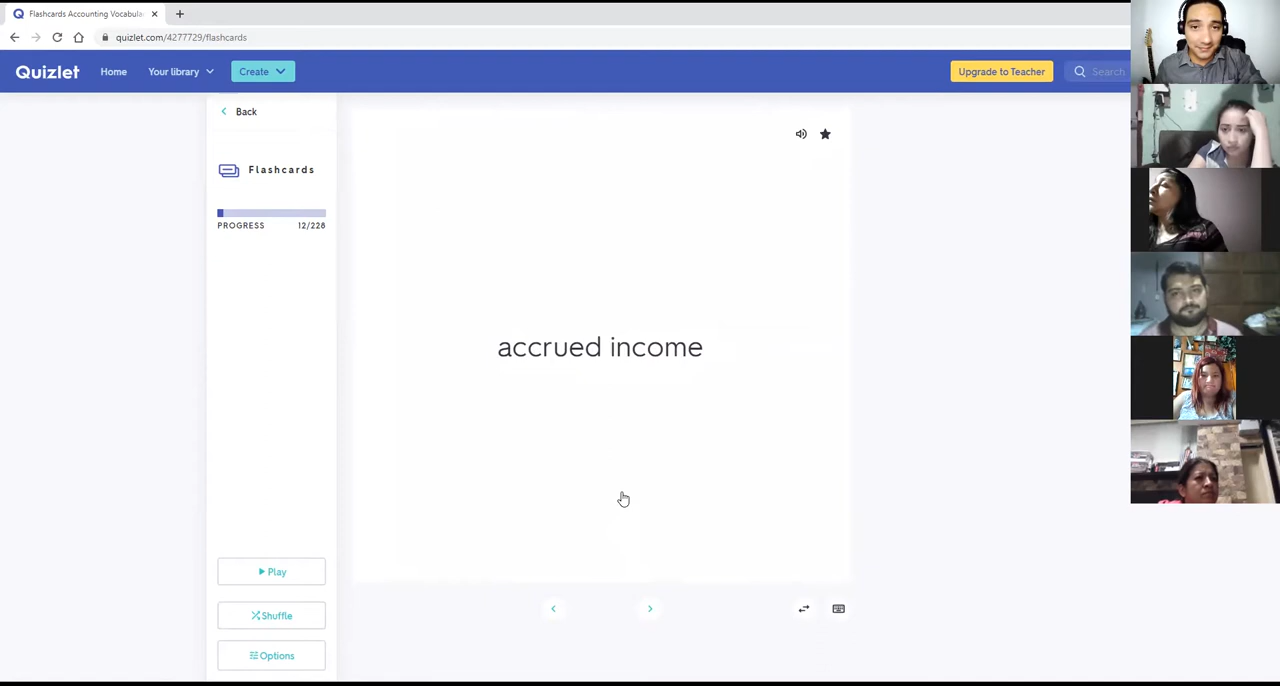 Flashcards Accounting Vocabula
quizlet.com/4277729/flashcards
Quizlet
Home
Your library
Create
Upgrade to Teacher
Search
Back
Flashcards
PROGRESS 12/228
accrued income
Play
Shuffle
Options